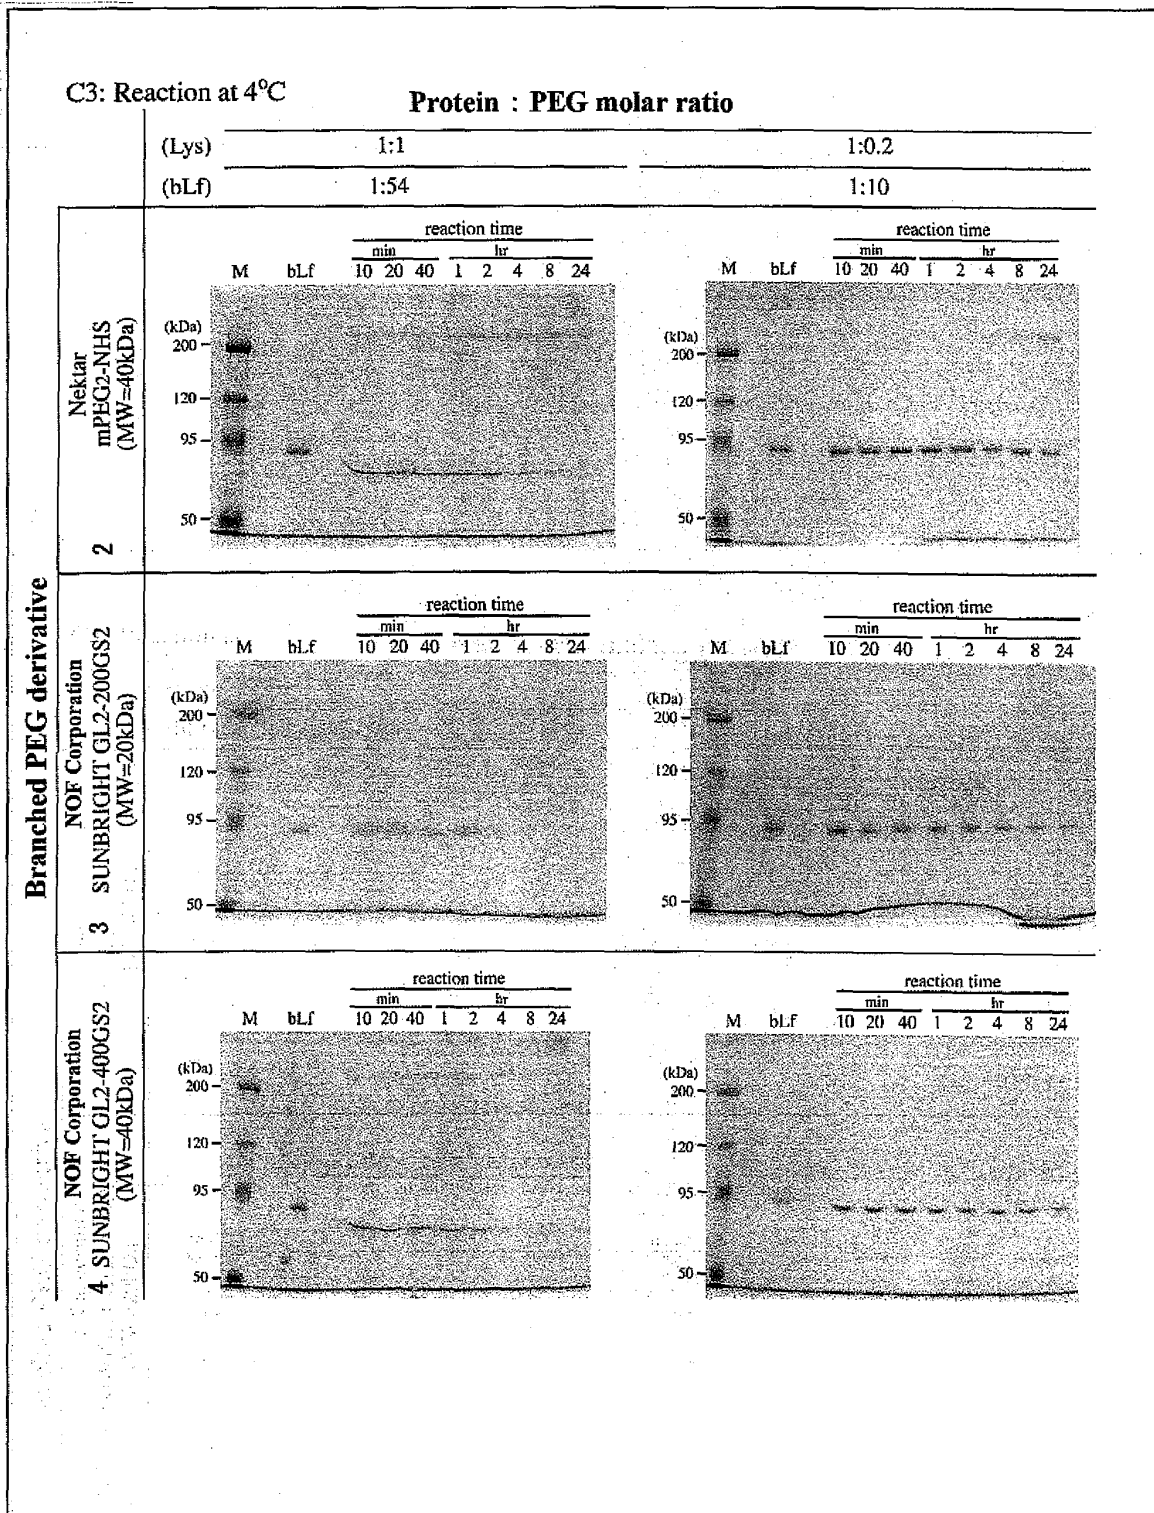 C3: Reaction at 4°C
Protein : PEG molar ratio
(Lys) 1:1 1:0.2
(bLf) 1:54 1:10
Branched PEG derivative
2 Nektar
mPEG2-NHS
(MW=40kDa)
reaction time
min hr
M bLf 10 20 40 1 2 4 8 24
(kDa)
200
120
95
50
reaction time
min hr
M bLf 10 20 40 1 2 4 8 24
(kDa)
200
120
95
50
3 NOF Corporation
SUNBRIGHT GL2-200GS2
(MW=20kDa)
reaction time
min hr
M bLf 10 20 40 1 2 4 8 24
(kDa)
200
120
95
50
reaction time
min hr
M bLf 10 20 40 1 2 4 8 24
(kDa)
200
120
95
50
4. NOF Corporation
SUNBRIGHT GL2-400GS2
(MW=40kDa)
reaction time
min hr
M bLf 10 20 40 1 2 4 8 24
(kDa)
200
120
95
50
reaction time
min hr
M bLf 10 20 40 1 2 4 8 24
(kDa)
200
120
95
50